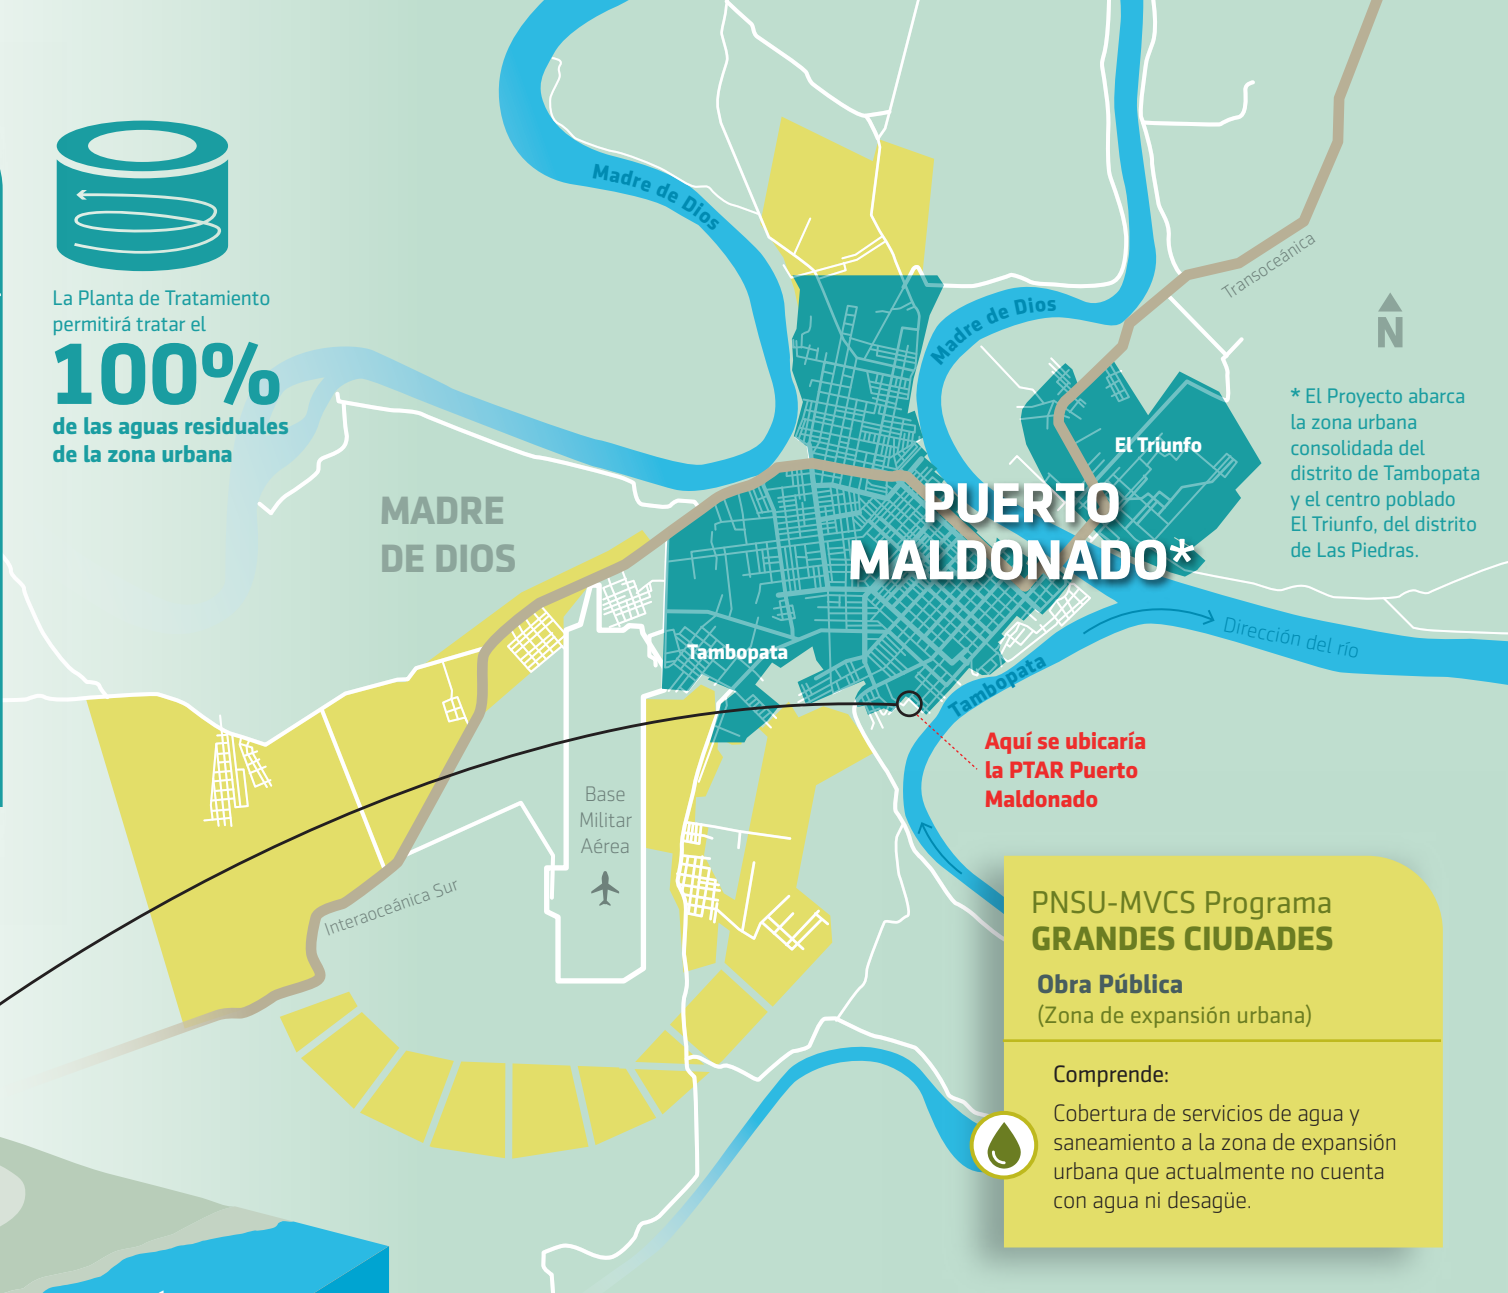 La Planta de Tratamiento
permitirá tratar el
100%
de las aguas residuales
de la zona urbana
MADRE
DE DIOS
Madre de Dios
Madre de Dios
Transoceánica
N
* El Proyecto abarca
la zona urbana
consolidada del
distrito de Tambopata
y el centro poblado
El Triunfo, del distrito
de Las Piedras.
El Triunfo
PUERTO
MALDONADO*
Tambopata
Tambopata
Dirección del río
Aquí se ubicaría
la PTAR Puerto
Maldonado
Base
Militar
Aérea
Interaoceánica Sur
PNSU-MVCS Programa
GRANDES CIUDADES
Obra Pública
(Zona de expansión urbana)
Comprende:
Cobertura de servicios de agua y
saneamiento a la zona de expansión
urbana que actualmente no cuenta
con agua ni desagüe.